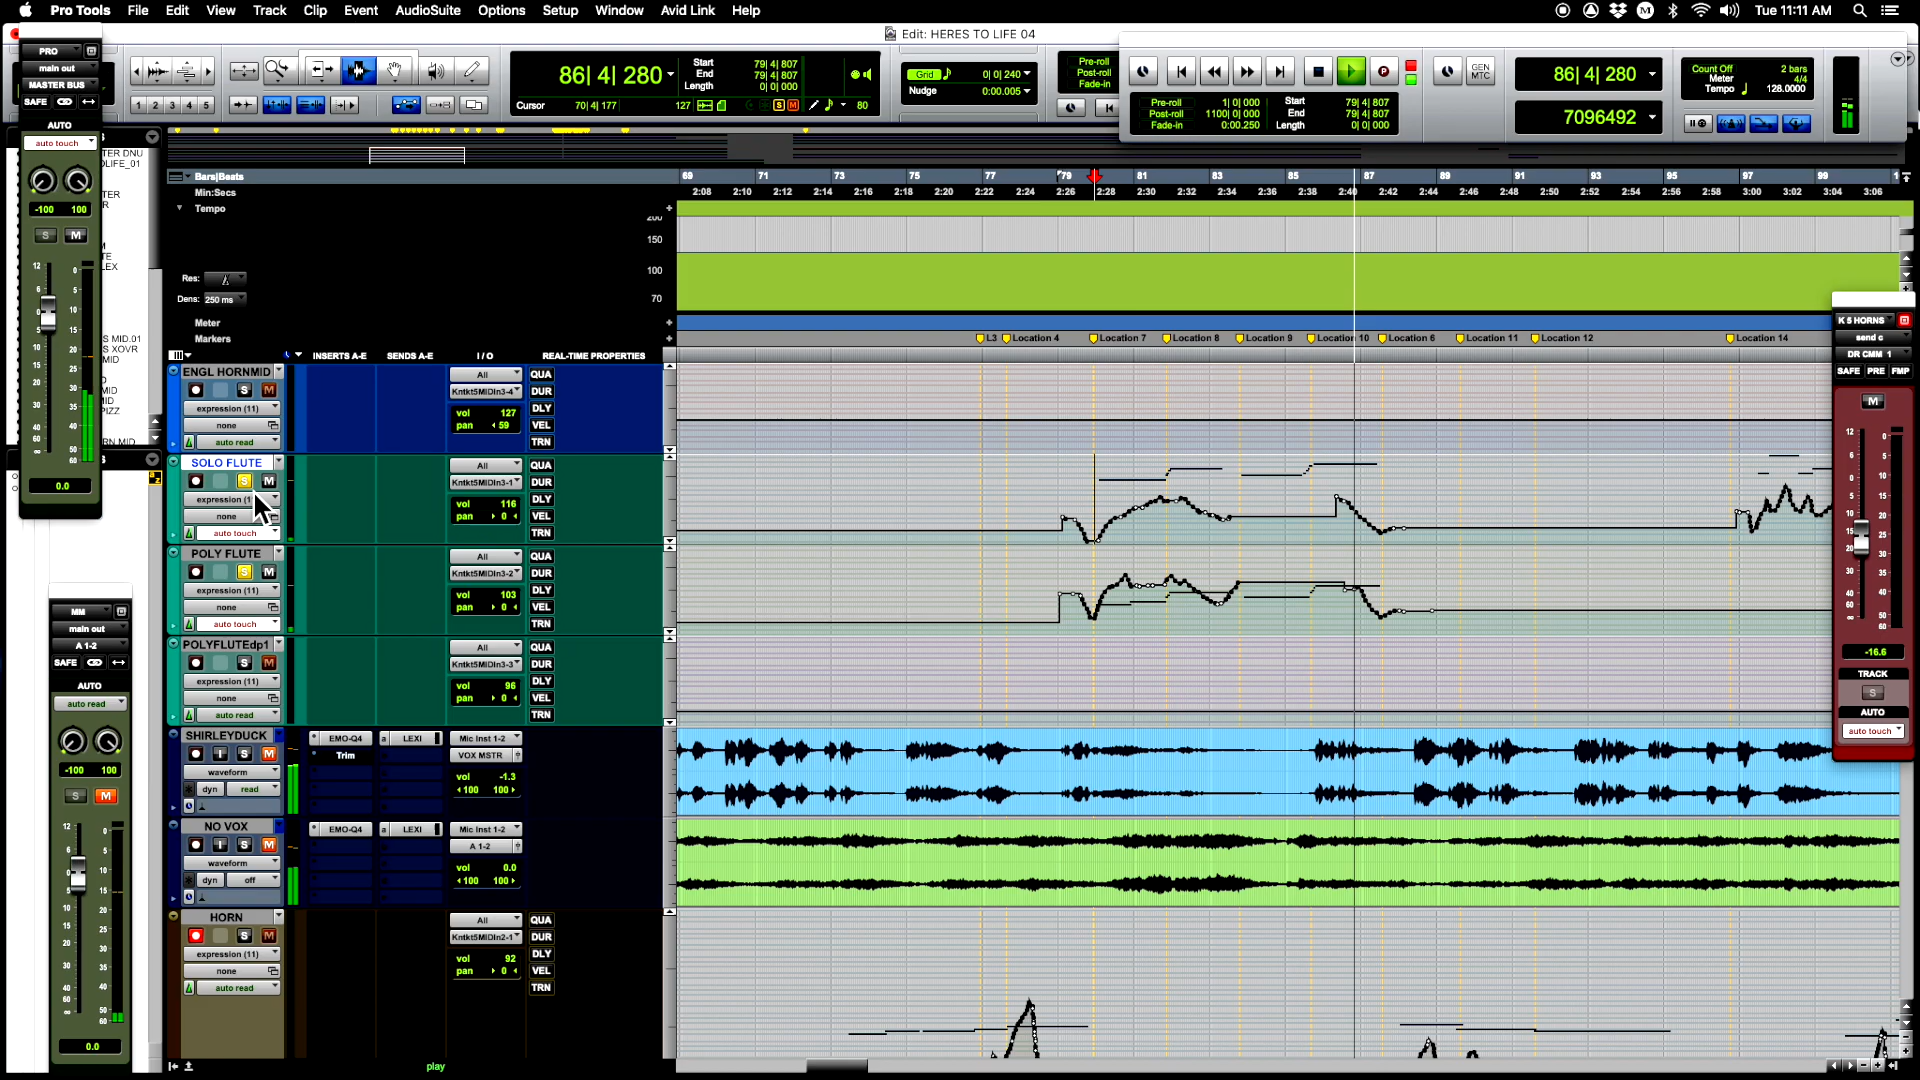 Pro Tools File Edit View Track Clip Event AudioSuite Options Setup Window Avid Link Help
Tue 11:11 AM
Edit: HERES TO LIFE 04
PRO
main out
MASTER BUS
SAFE
AUTO
auto touch
-100 100
S M
0.0
1 2 3 4 5
86| 4| 280
Start 79| 4| 807
End 79| 4| 807
Length 0| 0| 000
Cursor 70| 4| 177 127 80
Grid 0| 0| 240
Nudge 0:00.005
Pre-roll
Post-roll
Fade-in
GEN
MTC
Pre-roll 1| 0| 000
Post-roll 1100| 0| 000
Fade-in 0:00.250
Start 79| 4| 807
End 79| 4| 807
Length 0| 0| 000
86| 4| 280
7096492
Count Off 2 bars
Meter 4/4
Tempo 128.0000
Bars|Beats 69 71 73 75 77 79 81 83 85 87 89 91 93 95 97 99
Min:Secs 2:08 2:10 2:12 2:14 2:16 2:18 2:20 2:22 2:24 2:26 2:28 2:30 2:32 2:34 2:36 2:38 2:40 2:42 2:44 2:46 2:48 2:50 2:52 2:54 2:56 2:58 3:00 3:02 3:04 3:06
Tempo
200
150
100
70
Res:
Dens: 250 ms
Meter
Markers L3 Location 4 Location 7 Location 8 Location 9 Location 10 Location 6 Location 11 Location 12 Location 14
INSERTS A-E SENDS A-E I / O REAL-TIME PROPERTIES
ENGL HORNMID
All
Kntkt5MIDIn3-4
S M
expression (11)
none
auto read
vol 127
pan 59
QUA
DUR
DLY
VEL
TRN
SOLO FLUTE
All
Kntkt5MIDIn3-1
S M
none
auto touch
vol 116
pan 0
QUA
DUR
DLY
VEL
TRN
POLY FLUTE
All
Kntkt5MIDIn3-2
S M
expression (11)
none
auto touch
vol 103
pan 0
QUA
DUR
DLY
VEL
TRN
POLYFLUTEdp1
All
Kntkt5MIDIn3-3
S M
expression (11)
none
auto read
vol 96
pan 0
QUA
DUR
DLY
VEL
TRN
SHIRLEYDUCK
I S M
waveform
dyn read
EMO-Q4
Trim
a LEXI
Mic Inst 1-2
VOX MSTR
vol -1.3
100 100
NO VOX
I S M
waveform
dyn off
EMO-Q4
a LEXI
Mic Inst 1-2
A 1-2
vol 0.0
100 100
HORN
All
Kntkt5MIDIn2-1
S M
expression (11)
none
auto read
vol 92
pan 0
QUA
DUR
DLY
VEL
TRN
play
MM
main out
A 1-2
SAFE
AUTO
auto read
-100 100
S M
0.0
K 5 HORNS
send c
DR CMM 1
SAFE PRE FMP
M
-16.6
TRACK
S
AUTO
auto touch